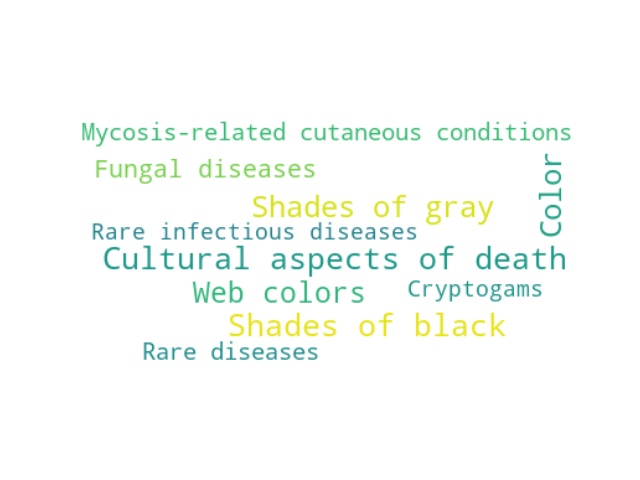 Mycosis-related cutaneous conditions
Fungal diseases
Color
Shades of gray
Rare infectious diseases
Cultural aspects of death
Web colors
Cryptogams
Shades of black
Rare diseases